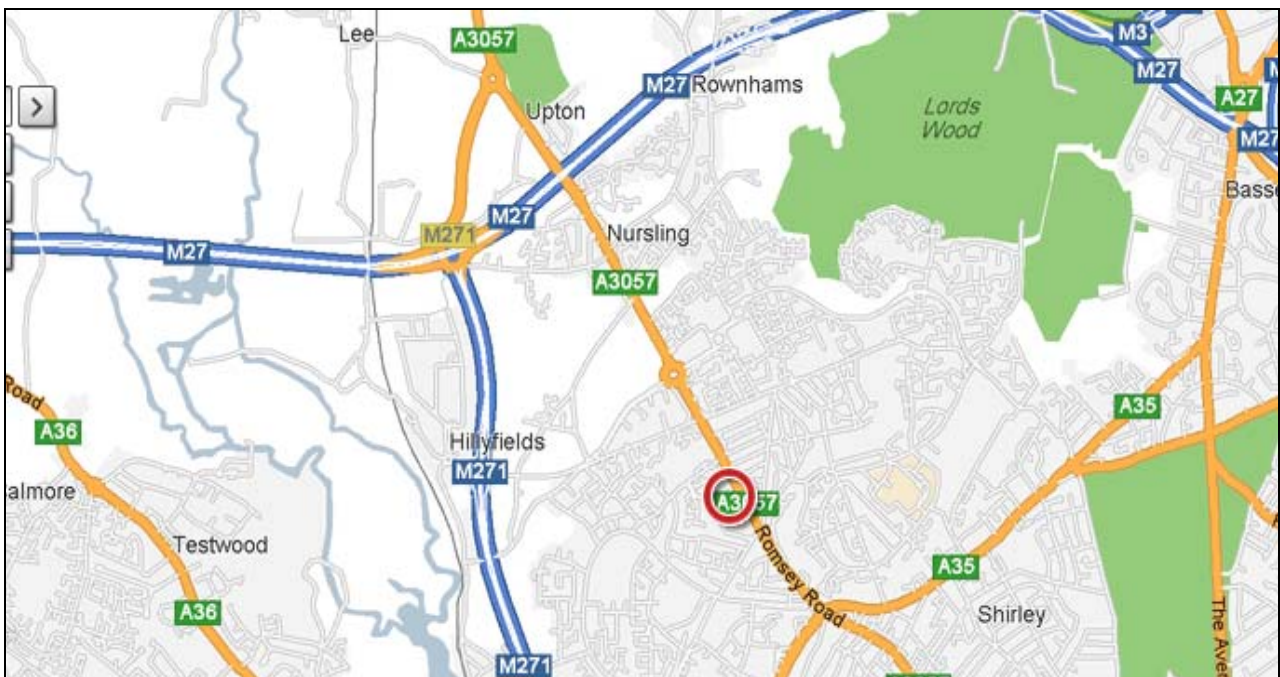 Lee
A3057
M3
M27
M27
Rownhams
A27
Upton
Lords
Wood
M27
M27
Nursling
M271
M27
A3057
A35
Road
A36
Hillyfields
M271
almore
A3057
Testwood
Romsey Road
A35
A36
Shirley
The Ave
M271